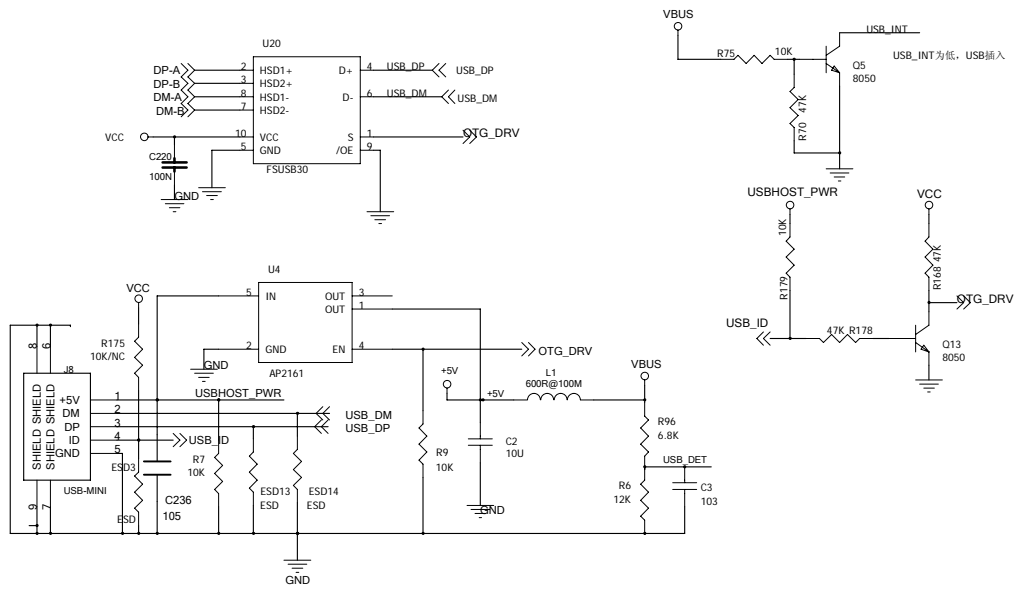 U20
DP-A 2 HSD1+ D+ 4 USB_DP USB_DP
DP-B 3 HSD2+
DM-A 8 HSD1- D- 6 USB_DM USB_DM
DM-B 7 HSD2-
VCC 10 VCC S 1 OTG_DRV
5 GND /OE 9
FSUSB30
C220
100N
GND
VBUS
USB_INT
R75 10K
USB_INT为低，USB插入
Q5
8050
R70 47K
USBHOST_PWR
VCC
R179 10K
R168 47K
OTG_DRV
USB_ID
47K R178
Q13
8050
U4
VCC
5 IN OUT 3
OUT 1
2 GND EN 4
GND
AP2161
OTG_DRV
R175
10K/NC
8 6
J8
SHIELD SHIELD
SHIELD SHIELD
+5V 1 USBHOST_PWR
DM 2 USB_DM
DP 3 USB_DP
ID 4 USB_ID
GND 5
USB-MINI
9 7
1
ESD3
ESD
C236
105
R7
10K
ESD13
ESD
ESD14
ESD
GND
R9
10K
+5V
+5V
C2
10U
GND
L1
600R@100M
VBUS
R96
6.8K
USB_DET
R6
12K
C3
103